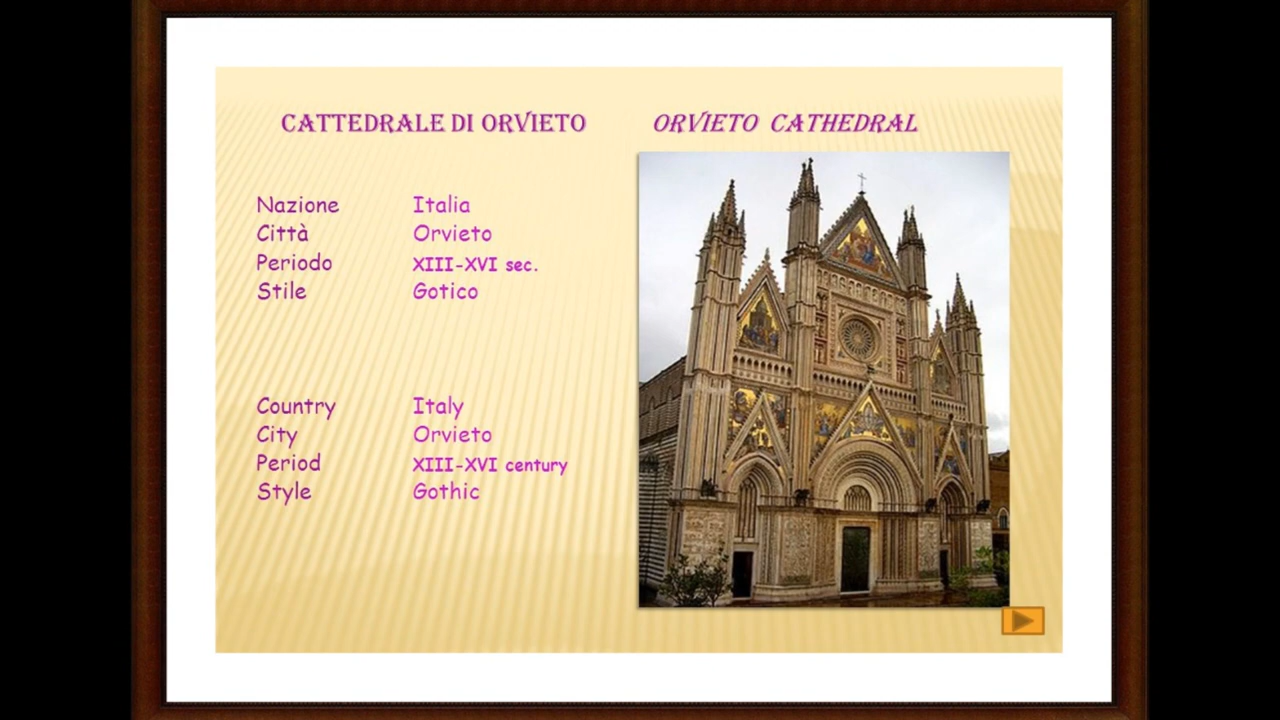 CATTEDRALE DI ORVIETO
ORVIETO CATHEDRAL
Nazione Italia
Città Orvieto
Periodo XIII-XVI sec.
Stile Gotico
Country Italy
City Orvieto
Period XIII-XVI century
Style Gothic